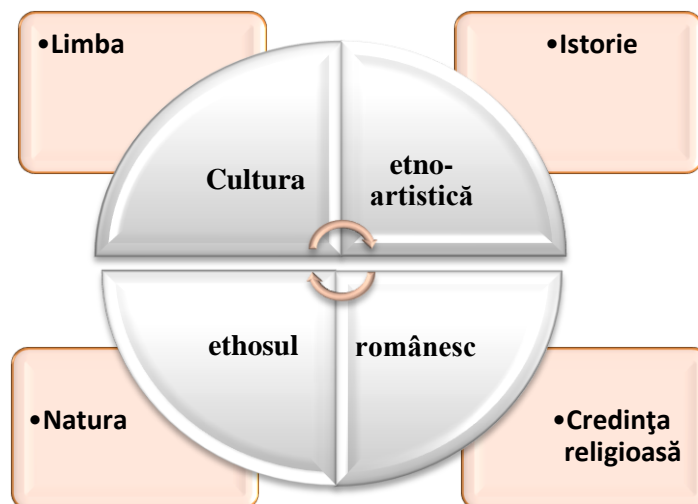 •Limba
•Istorie
Cultura
etno-
artistică
ethosul
românesc
•Natura
•Credinţa
religioasă